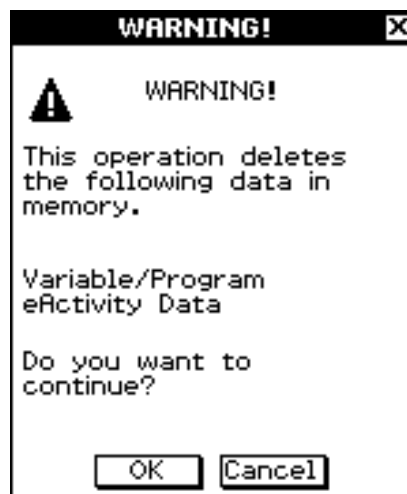 WARNING!
WARNING!
This operation deletes
the following data in
memory.
Variable/Program
eActivity Data
Do you want to
continue?
OK Cancel